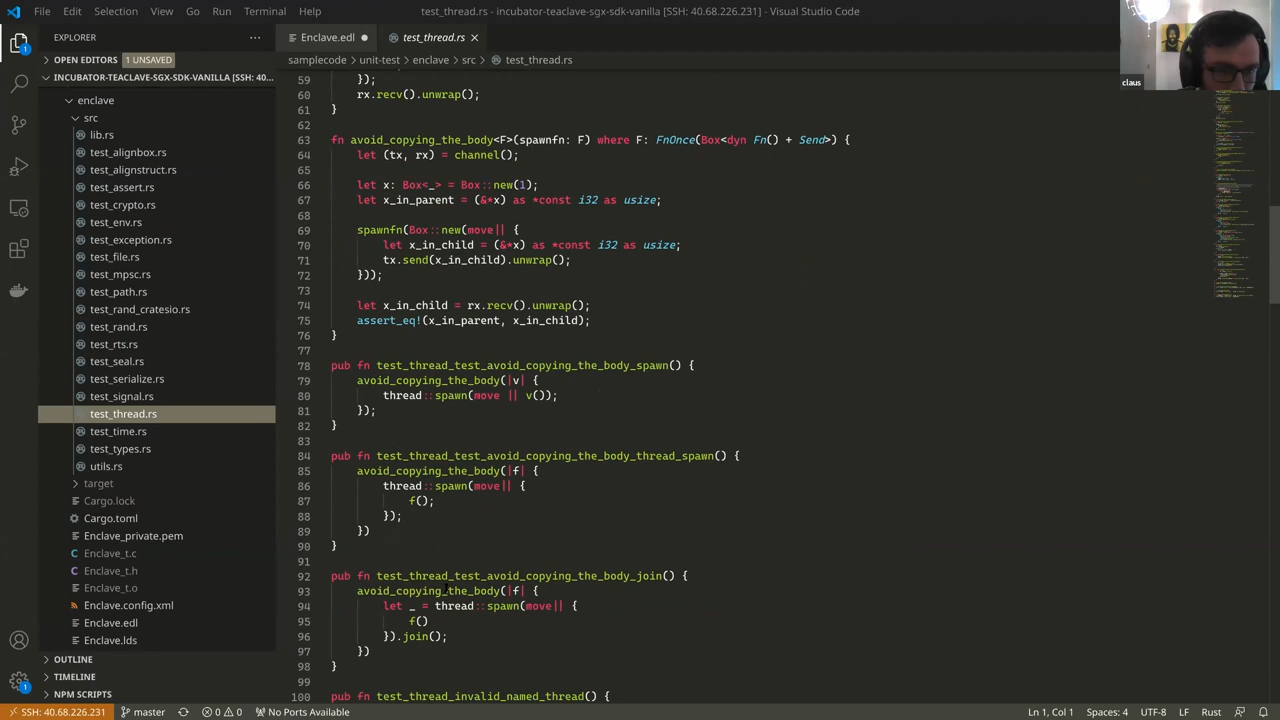 File Edit Selection View Go Run Terminal Help
test_thread.rs - incubator-teaclave-sgx-sdk-vanilla [SSH: 40.68.226.231] - Visual Studio Code
EXPLORER ···
OPEN EDITORS 1 UNSAVED
INCUBATOR-TEACLAVE-SGX-SDK-VANILLA [SSH: 40...
enclave
src
lib.rs
test_alignbox.rs
test_alignstruct.rs
test_assert.rs
test_crypto.rs
test_env.rs
test_exception.rs
test_file.rs
test_mpsc.rs
test_path.rs
test_rand_cratesio.rs
test_rand.rs
test_rts.rs
test_seal.rs
test_serialize.rs
test_signal.rs
test_thread.rs
test_time.rs
test_types.rs
utils.rs
target
Cargo.lock
Cargo.toml
Enclave_private.pem
Enclave_t.c
Enclave_t.h
Enclave_t.o
Enclave.config.xml
Enclave.edl
Enclave.lds
OUTLINE
TIMELINE
NPM SCRIPTS
Enclave.edl ● test_thread.rs
samplecode > unit-test > enclave > src > test_thread.rs
59 });
60 rx.recv().unwrap();
61 }
62
63 fn avoid_copying_the_body<F>(spawnfn: F) where F: FnOnce(Box<dyn Fn() + Send>) {
64 let (tx, rx) = channel();
65
66 let x: Box<_> = Box::new(1);
67 let x_in_parent = (&*x) as *const i32 as usize;
68
69 spawnfn(Box::new(move|| {
70 let x_in_child = (&*x) as *const i32 as usize;
71 tx.send(x_in_child).unwrap();
72 }));
73
74 let x_in_child = rx.recv().unwrap();
75 assert_eq!(x_in_parent, x_in_child);
76 }
77
78 pub fn test_thread_test_avoid_copying_the_body_spawn() {
79 avoid_copying_the_body(|v| {
80 thread::spawn(move || v());
81 });
82 }
83
84 pub fn test_thread_test_avoid_copying_the_body_thread_spawn() {
85 avoid_copying_the_body(|f| {
86 thread::spawn(move|| {
87 f();
88 });
89 })
90 }
91
92 pub fn test_thread_test_avoid_copying_the_body_join() {
93 avoid_copying_the_body(|f| {
94 let _ = thread::spawn(move|| {
95 f()
96 }).join();
97 })
98 }
99
100 pub fn test_thread_invalid_named_thread() {
claus
SSH: 40.68.226.231 master 0 0 No Ports Available Ln 1, Col 1 Spaces: 4 UTF-8 LF Rust